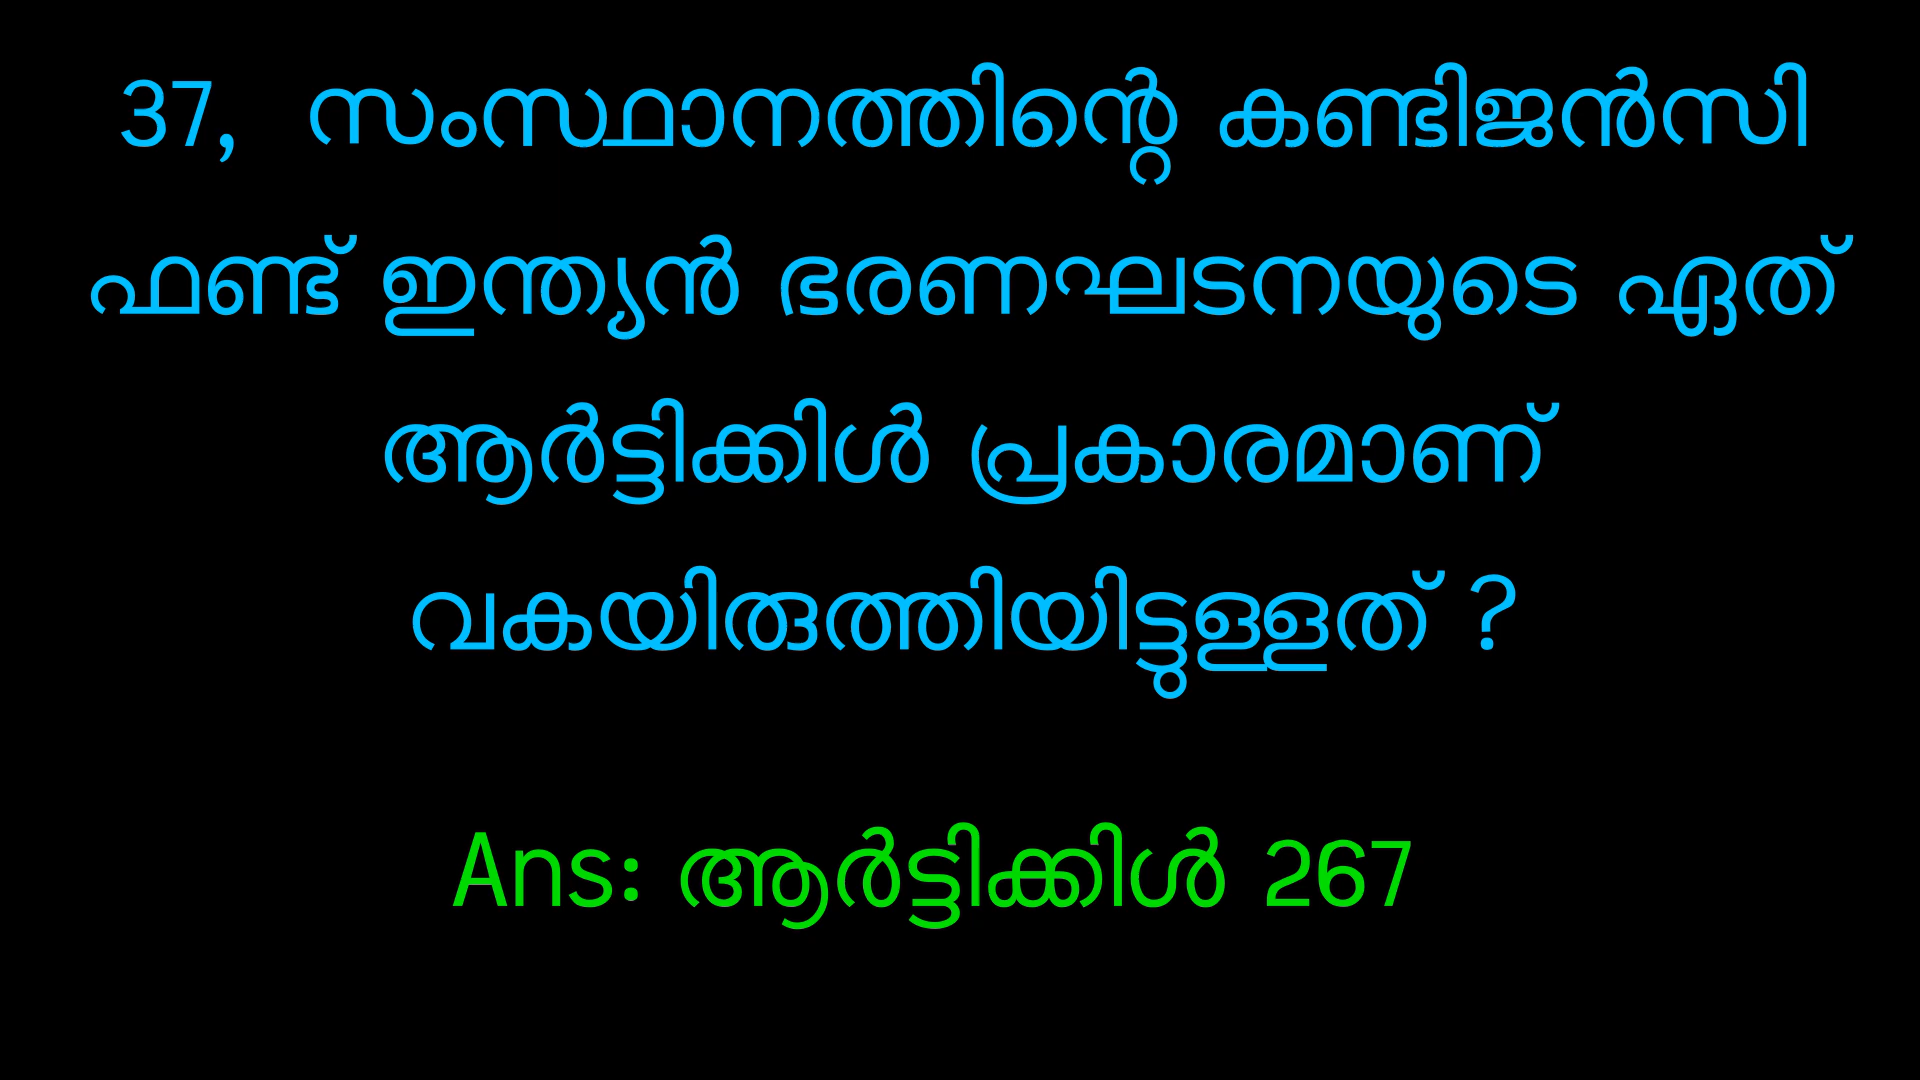 37, സംസ്ഥാനത്തിന്റെ കണ്ടിജൻസി
ഫണ്ട് ഇന്ത്യൻ ഭരണഘടനയുടെ ഏത്
ആർട്ടിക്കിൾ പ്രകാരമാണ്
വകയിരുത്തിയിട്ടുള്ളത് ?
Ans: ആർട്ടിക്കിൾ 267